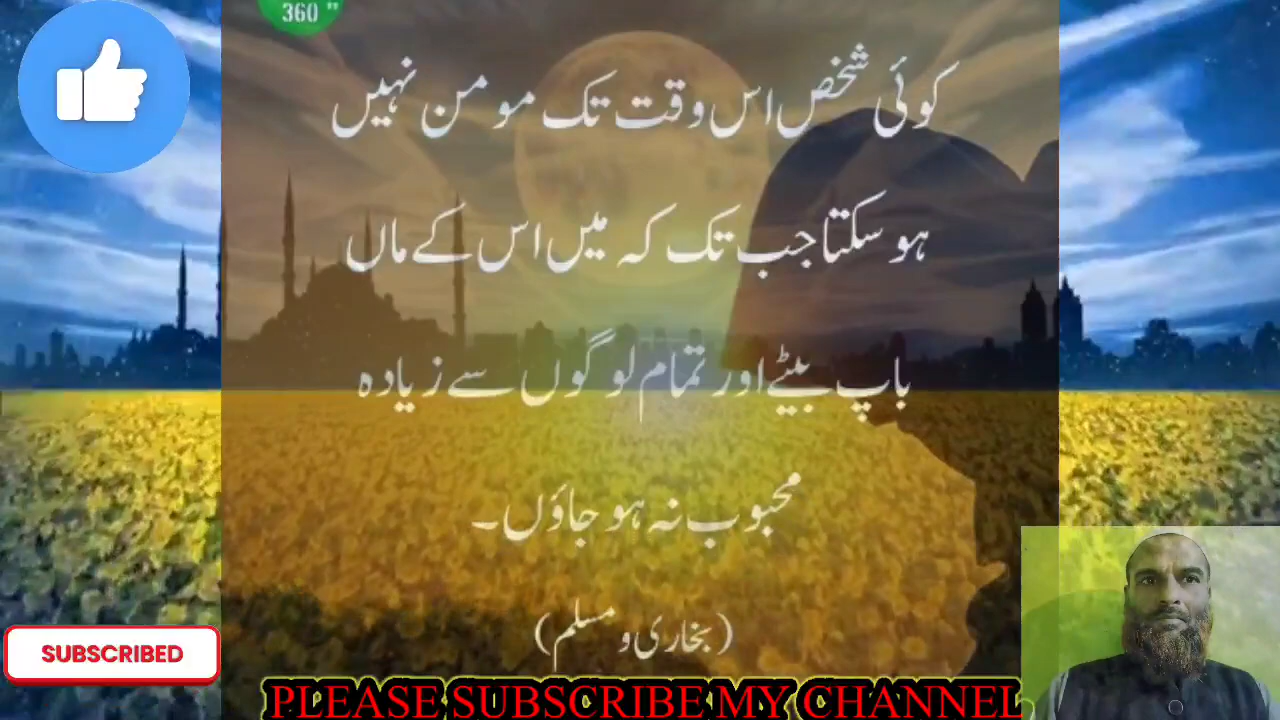 360 "
کوئی شخص اس وقت تک مومن نہیں
ہو سکتا جب تک کہ میں اس کے ماں
باپ بیٹے اور تمام لوگوں سے زیادہ
محبوب نہ ہو جاؤں۔
(بخاری و مسلم)
SUBSCRIBED
PLEASE SUBSCRIBE MY CHANNEL